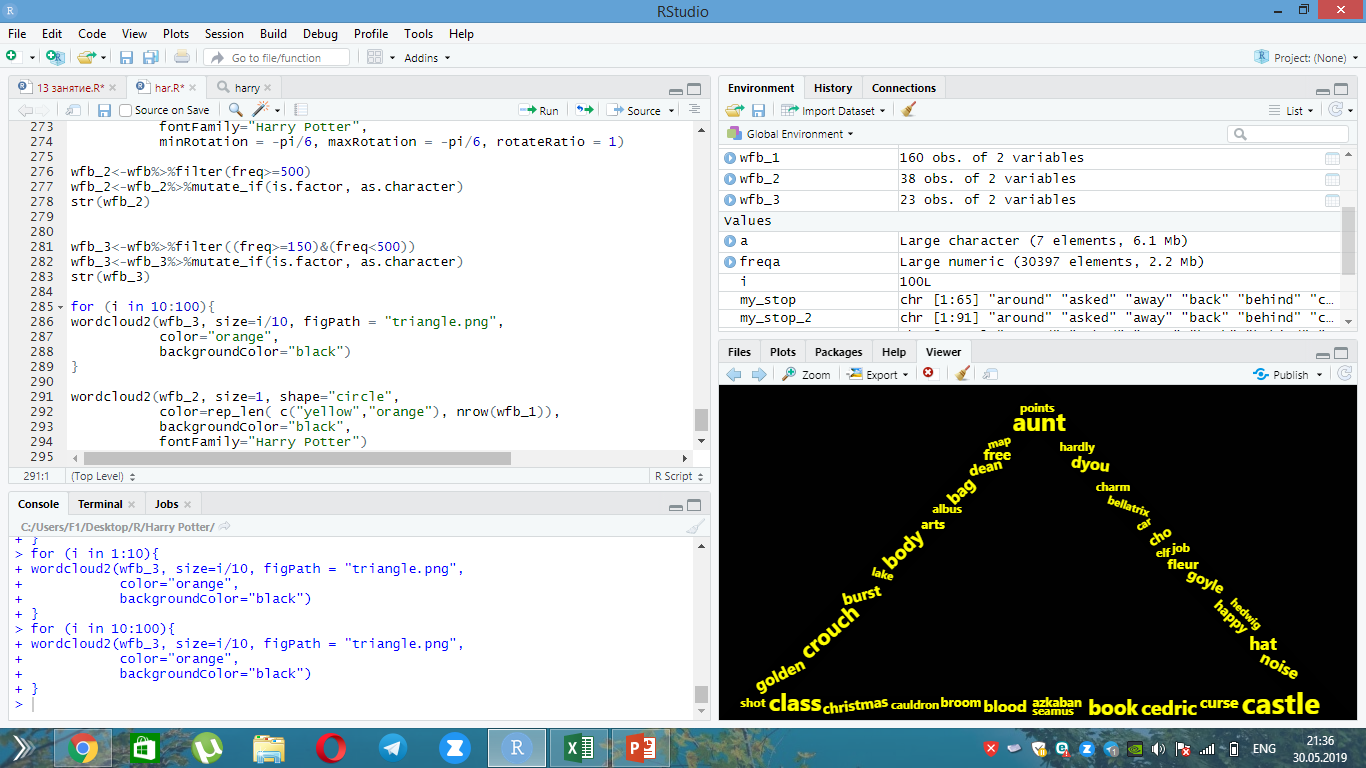 RStudio
File Edit Code View Plots Session Build Debug Profile Tools Help
Go to file/function Addins Project: (None)
13 занятие.R* har.R* harry
Source on Save Run Source
273 fontFamily="Harry Potter",
274 minRotation = -pi/6, maxRotation = -pi/6, rotateRatio = 1)
275
276 wfb_2<-wfb%>%filter(freq>=500)
277 wfb_2<-wfb_2%>%mutate_if(is.factor, as.character)
278 str(wfb_2)
279
280
281 wfb_3<-wfb%>%filter((freq>=150)&(freq<500))
282 wfb_3<-wfb_3%>%mutate_if(is.factor, as.character)
283 str(wfb_3)
284
285 for (i in 10:100){
286 wordcloud2(wfb_3, size=i/10, figPath = "triangle.png",
287 color="orange",
288 backgroundColor="black")
289 }
290
291 wordcloud2(wfb_2, size=1, shape="circle",
292 color=rep_len( c("yellow","orange"), nrow(wfb_1)),
293 backgroundColor="black",
294 fontFamily="Harry Potter")
295
291:1 (Top Level) R Script
Console Terminal Jobs
C:/Users/F1/Desktop/R/Harry Potter/
+ }
> for (i in 1:10){
+ wordcloud2(wfb_3, size=i/10, figPath = "triangle.png",
+ color="orange",
+ backgroundColor="black")
+ }
> for (i in 10:100){
+ wordcloud2(wfb_3, size=i/10, figPath = "triangle.png",
+ color="orange",
+ backgroundColor="black")
+ }
>
Environment History Connections
Import Dataset List
Global Environment
wfb_1 160 obs. of 2 variables
wfb_2 38 obs. of 2 variables
wfb_3 23 obs. of 2 variables
Values
a Large character (7 elements, 6.1 Mb)
freqa Large numeric (30397 elements, 2.2 Mb)
i 100L
my_stop chr [1:65] "around" "asked" "away" "back" "behind" "c…
my_stop_2 chr [1:91] "around" "asked" "away" "back" "behind" "c…
Files Plots Packages Help Viewer
Zoom Export Publish
points
aunt
map hardly
free
dean dyou
bag charm
albus bellatrix
arts car
body cho
elf job
lake fleur
burst goyle
crouch happy hedwig
hat
golden noise
shot class christmas cauldron broom blood azkaban seamus book cedric curse castle
ENG
21:36
30.05.2019